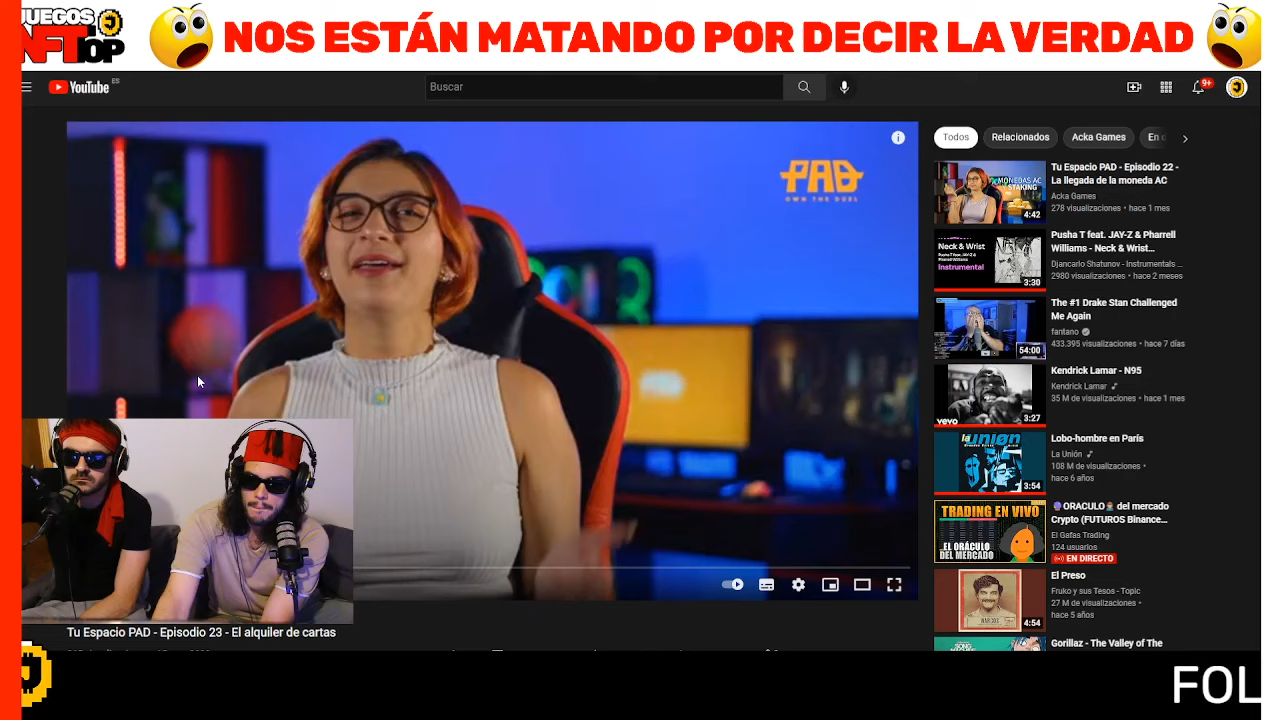 JUEGOS
NFT TOP
NOS ESTÁN MATANDO POR DECIR LA VERDAD
YouTube ES
Buscar
9+
PAD
OWN THE DUEL
Todos
Relacionados
Acka Games
En
MONEDAS AC
STAKING
4:42
Tu Espacio PAD - Episodio 22 -
La llegada de la moneda AC
Acka Games
278 visualizaciones • hace 1 mes
Neck & Wrist
Instrumental
3:30
Pusha T feat. JAY-Z & Pharrell
Williams - Neck & Wrist...
Djancarlo Shatunov - Instrumentals ...
2980 visualizaciones • hace 2 meses
54:00
The #1 Drake Stan Challenged
Me Again
fantano
433.395 visualizaciones • hace 7 días
vevo
3:27
Kendrick Lamar - N95
Kendrick Lamar
35 M de visualizaciones • hace 1 mes
la unión
3:54
Lobo-hombre en París
La Unión
108 M de visualizaciones •
hace 6 años
TRADING EN VIVO
EL ORÁCULO
DEL MERCADO
ORACULO del mercado
Crypto (FUTUROS Binance...
El Gafas Trading
124 usuarios
EN DIRECTO
NARCOS
4:54
El Preso
Fruko y sus Tesos - Topic
27 M de visualizaciones •
hace 5 años
Gorillaz - The Valley of The
Tu Espacio PAD - Episodio 23 - El alquiler de cartas
FOL